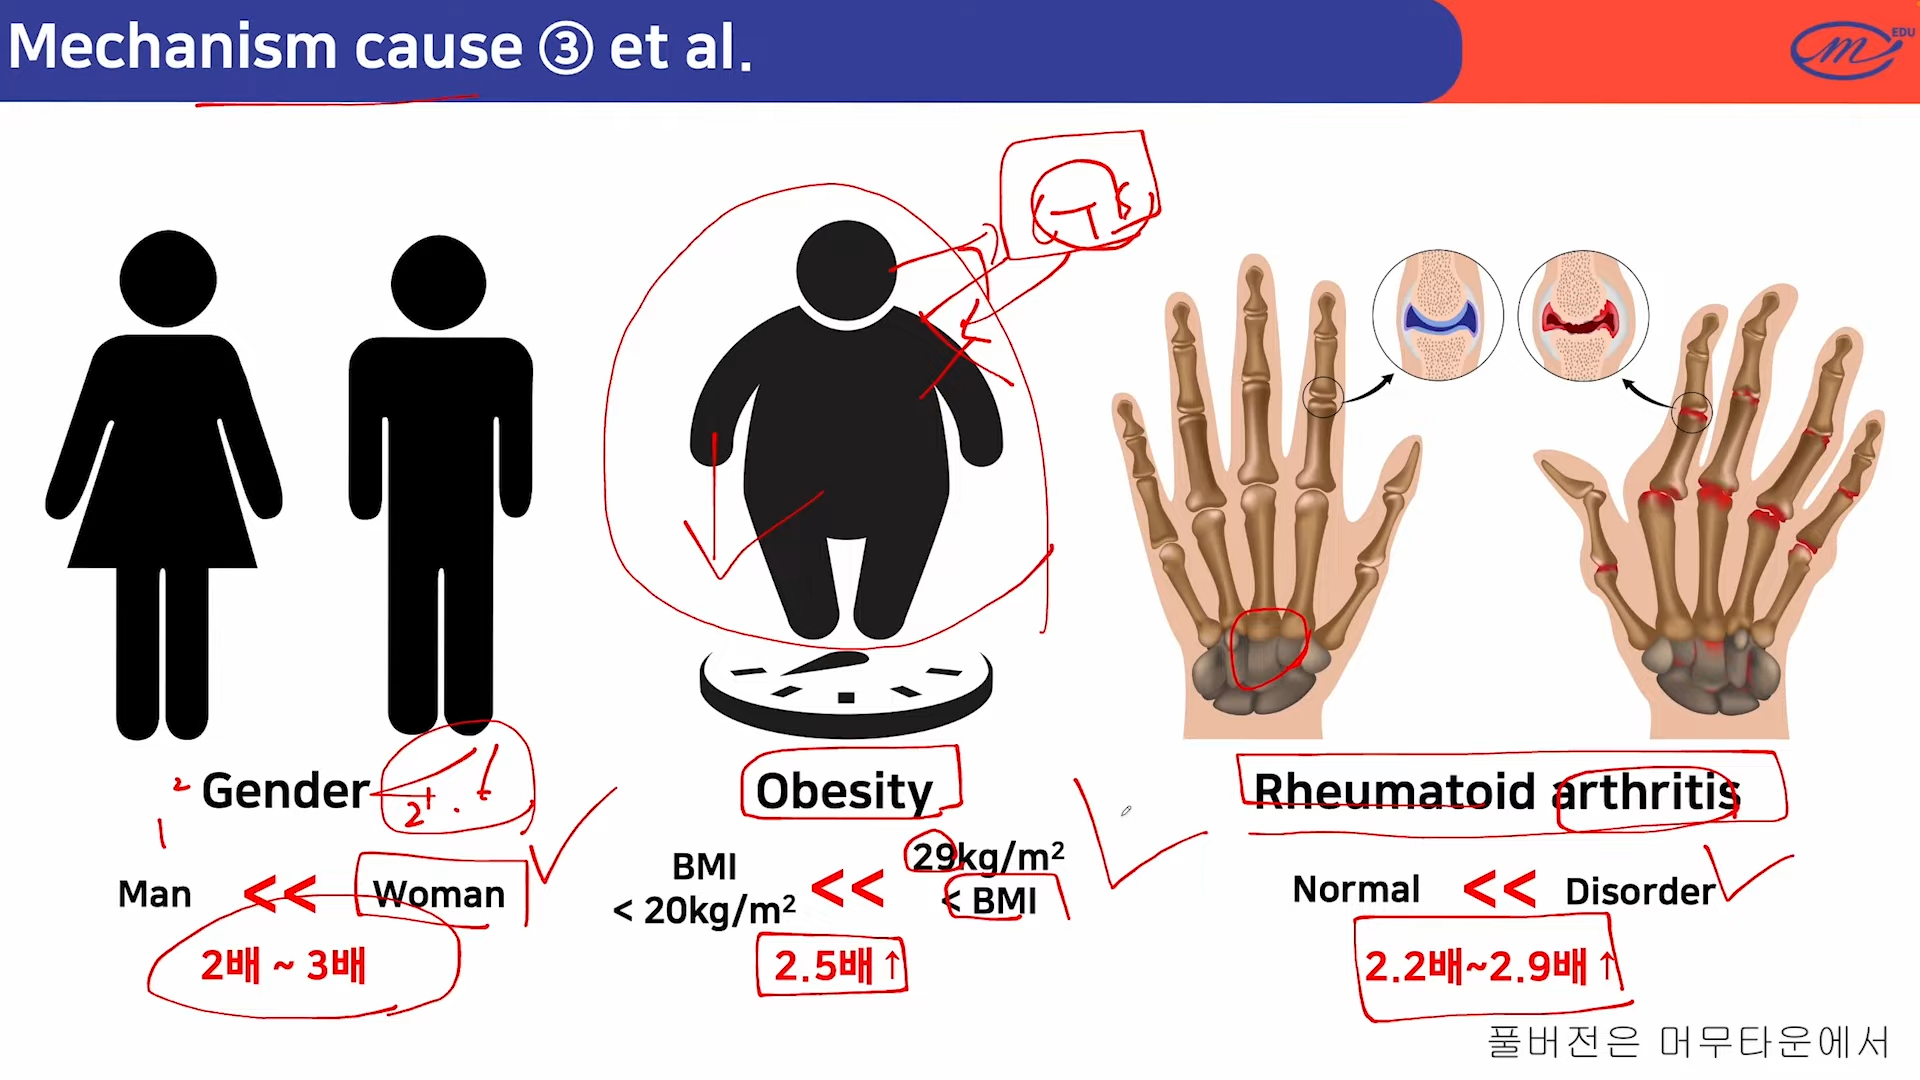 Mechanism cause ③ et al.
EDU
cm
Gender
Man << Woman
2배 ~ 3배
Obesity
BMI
< 20kg/m²
<<
29kg/m²
< BMI
2.5배↑
Rheumatoid arthritis
Normal << Disorder
2.2배~2.9배↑
풀버전은 머무타운에서